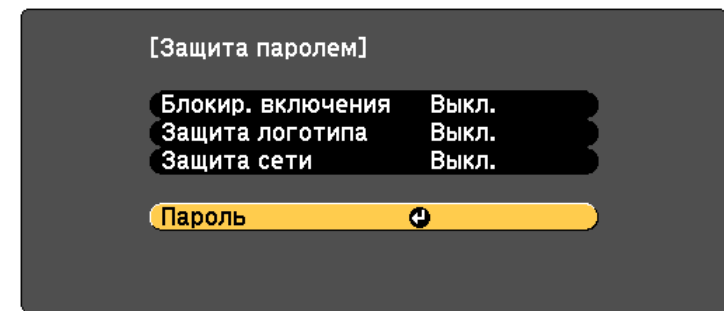 [Защита паролем]
Блокир. включения Выкл.
Защита логотипа Выкл.
Защита сети Выкл.
Пароль